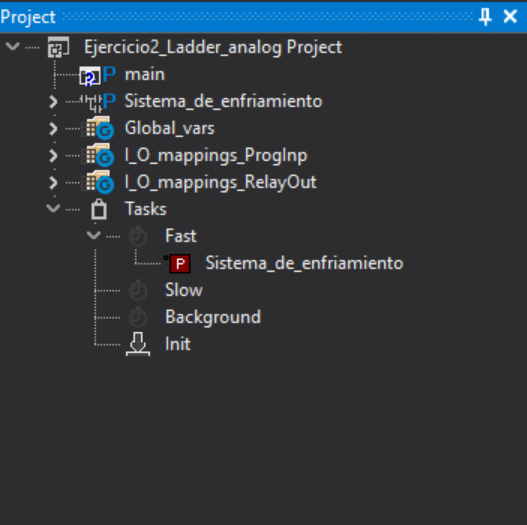 Project
Ejercicio2_Ladder_analog Project
main
Sistema_de_enfriamiento
Global_vars
I_O_mappings_ProgInp
I_O_mappings_RelayOut
Tasks
Fast
P Sistema_de_enfriamiento
Slow
Background
Init